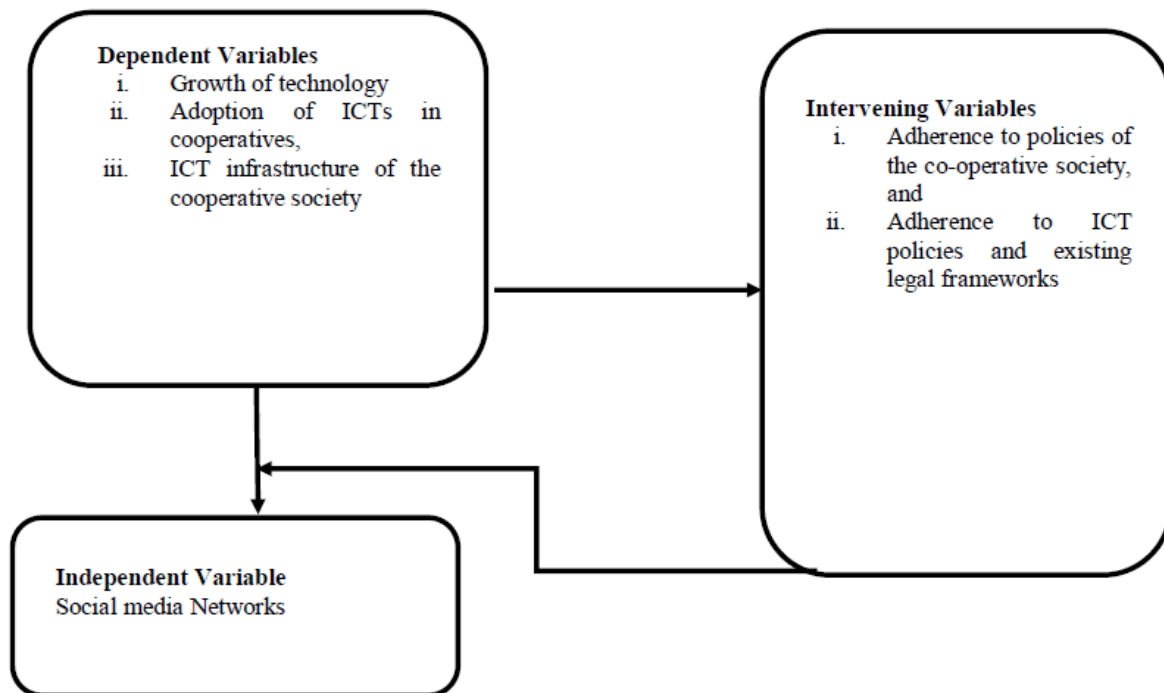 Dependent Variables
i. Growth of technology
ii. Adoption of ICTs in
cooperatives,
iii. ICT infrastructure of the
cooperative society
Intervening Variables
i. Adherence to policies of
the co-operative society,
and
ii. Adherence to ICT
policies and existing
legal frameworks
Independent Variable
Social media Networks